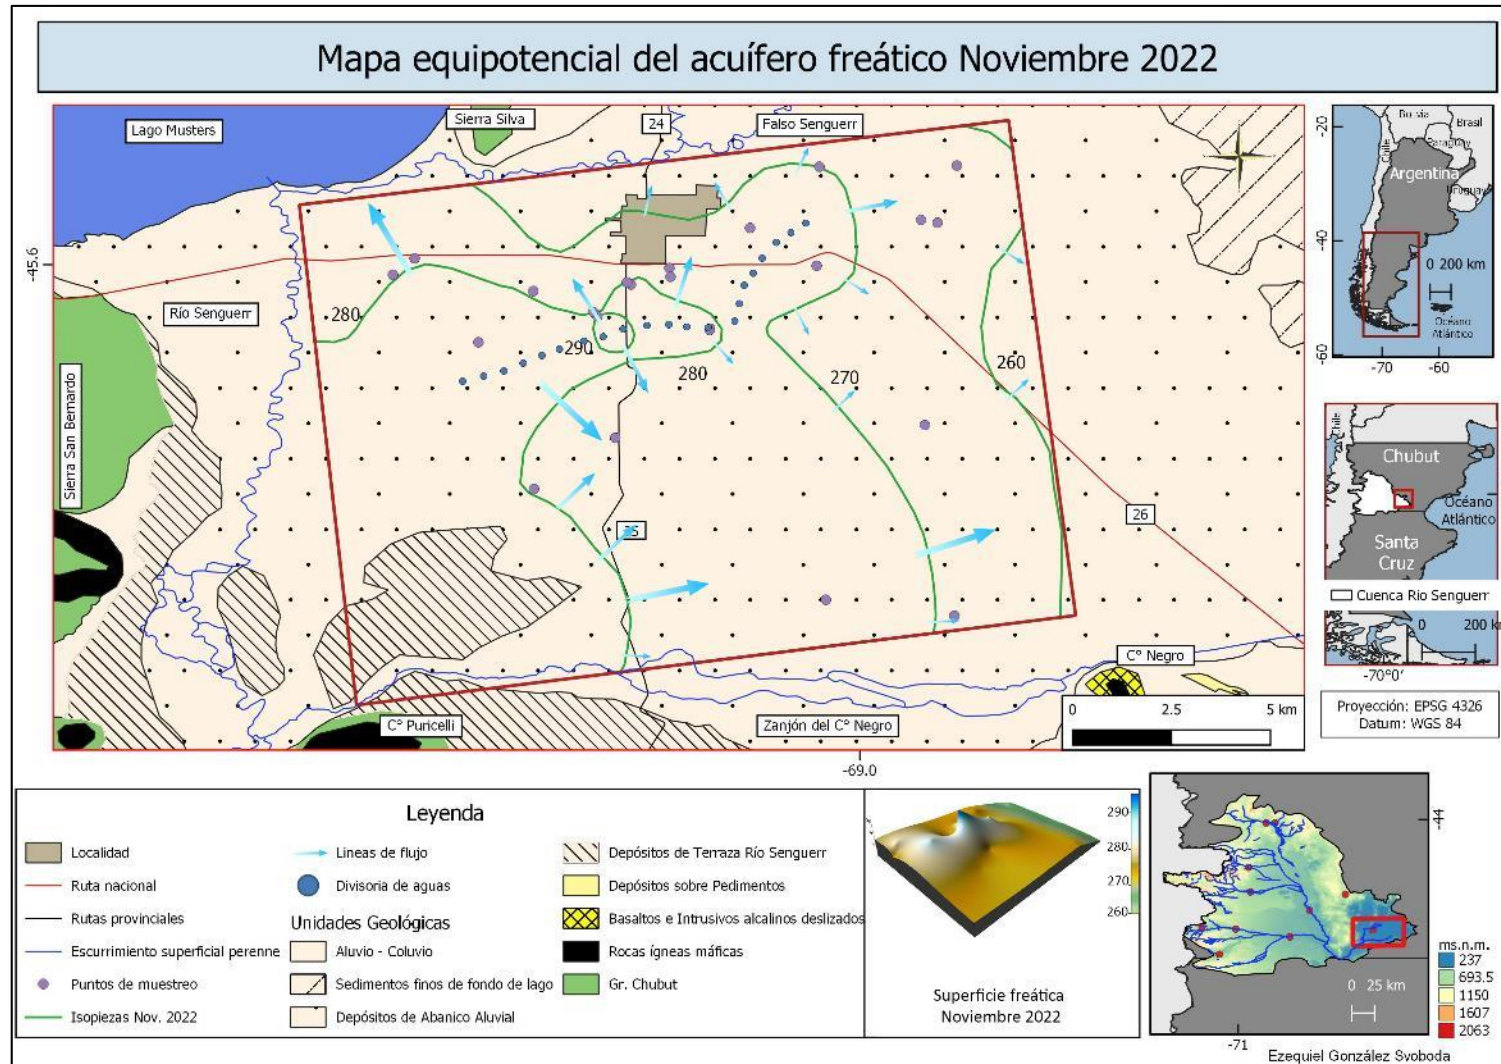 Mapa equipotencial del acuífero freático Noviembre 2022
Lago Musters
Sierra Silva
24
Falso Senguerr
-45.6
Río Senguerr
280
290
280
270
260
Sierra San Bernardo
26
C° Negro
C° Puricelli
Zanjón del C° Negro
0 2.5 5 km
-69.0
-20
-40
-60
Bolivia
Brasil
Paraguay
Chile
Argentina
Uruguay
0 200 km
Océano
Atlántico
-70 -60
Chile
Chubut
Océano
Atlántico
Santa
Cruz
Cuenca Rio Senguerr
0 200 km
-70°0'
Proyección: EPSG 4326
Datum: WGS 84
Leyenda
Localidad
Ruta nacional
Rutas provinciales
Escurrimiento superficial perenne
Puntos de muestreo
Isopiezas Nov. 2022
Lineas de flujo
Divisoria de aguas
Unidades Geológicas
Aluvio - Coluvio
Sedimentos finos de fondo de lago
Depósitos de Abanico Aluvial
Depósitos de Terraza Río Senguerr
Depósitos sobre Pedimentos
Basaltos e Intrusivos alcalinos deslizados
Rocas ígneas máficas
Gr. Chubut
290
280
270
260
Superficie freática
Noviembre 2022
-44
ms.n.m.
237
693.5
1150
1607
2063
0 25 km
-71
Ezequiel González Svoboda